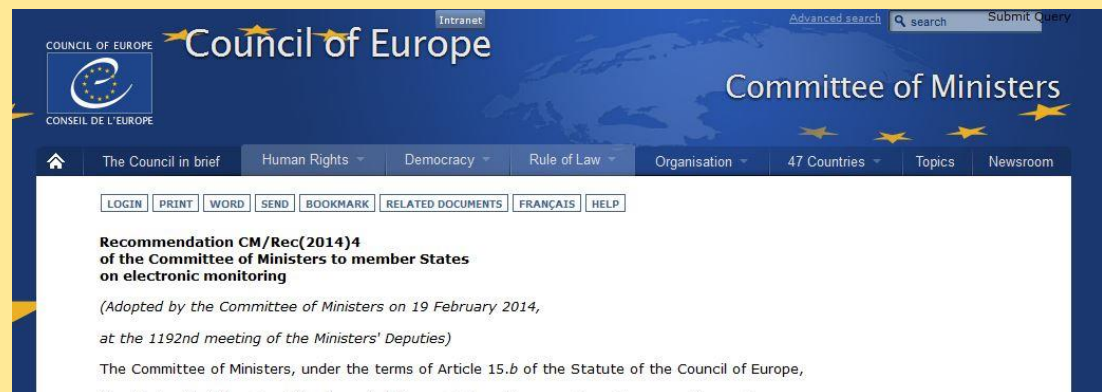 Intranet
Advanced search
search
Submit Query
COUNCIL OF EUROPE
Council of Europe
CONSEIL DE L'EUROPE
Committee of Ministers
The Council in brief Human Rights Democracy Rule of Law Organisation 47 Countries Topics Newsroom
LOGIN PRINT WORD SEND BOOKMARK RELATED DOCUMENTS FRANÇAIS HELP
Recommendation CM/Rec(2014)4
of the Committee of Ministers to member States
on electronic monitoring
(Adopted by the Committee of Ministers on 19 February 2014,
at the 1192nd meeting of the Ministers' Deputies)
The Committee of Ministers, under the terms of Article 15.b of the Statute of the Council of Europe,